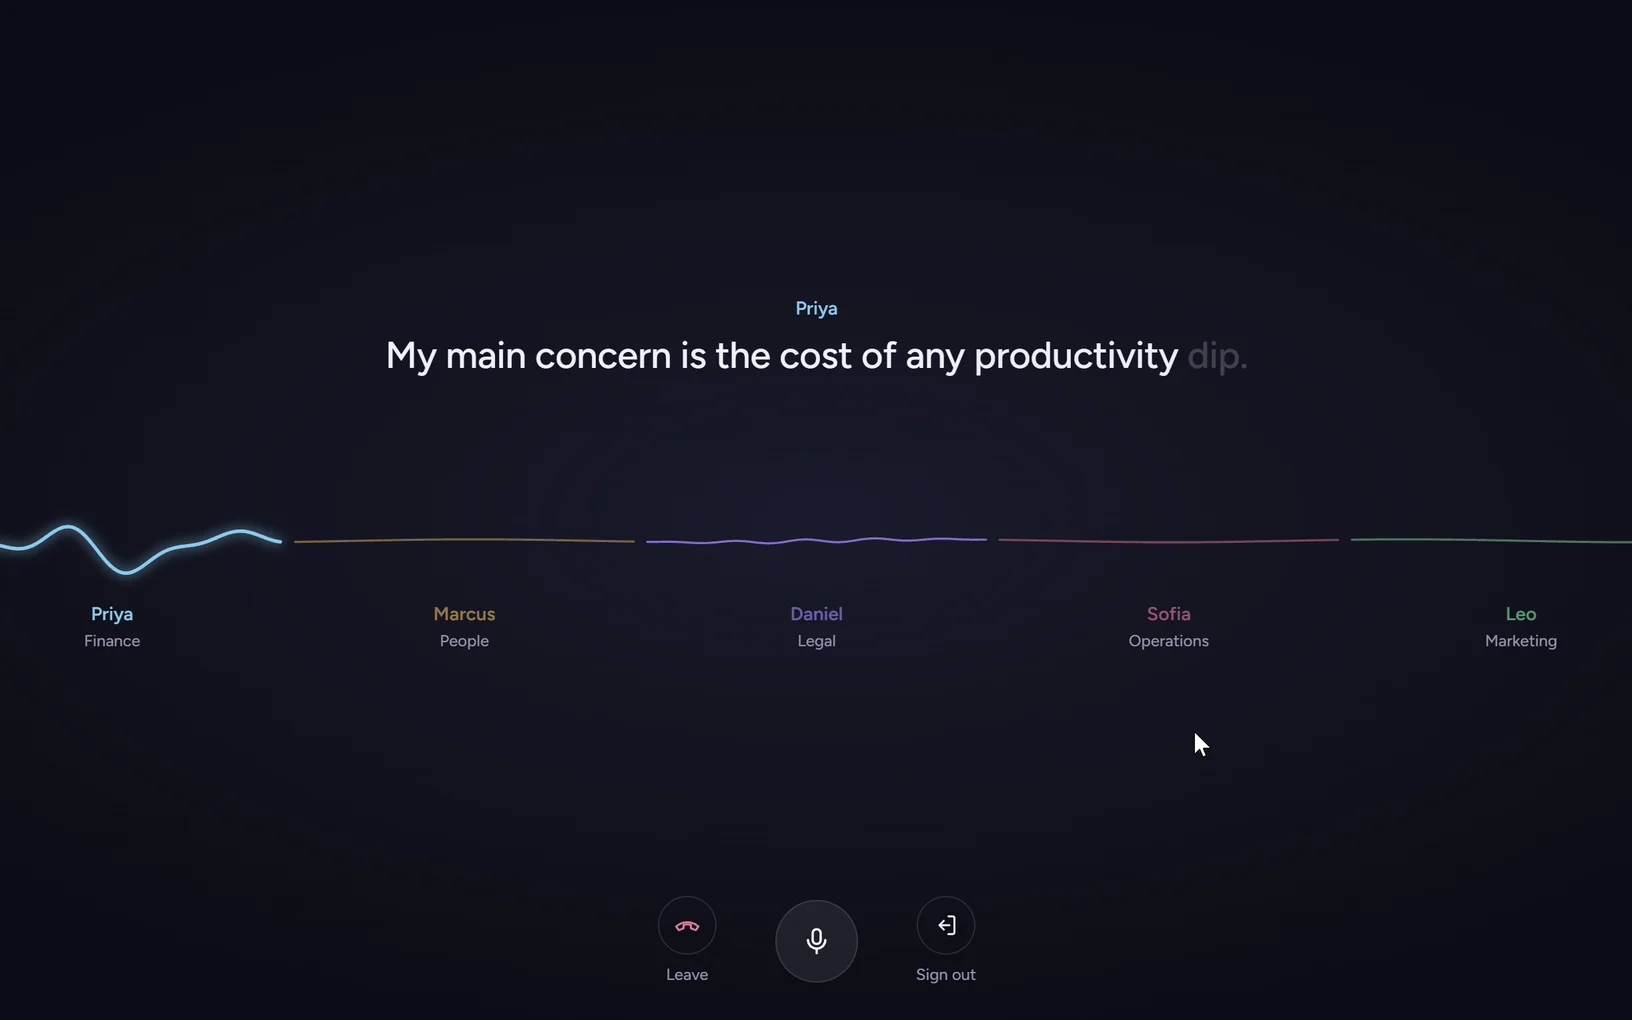 Priya
My main concern is the cost of any productivity dip.
Priya
Finance
Marcus
People
Daniel
Legal
Sofia
Operations
Leo
Marketing
Leave
Sign out